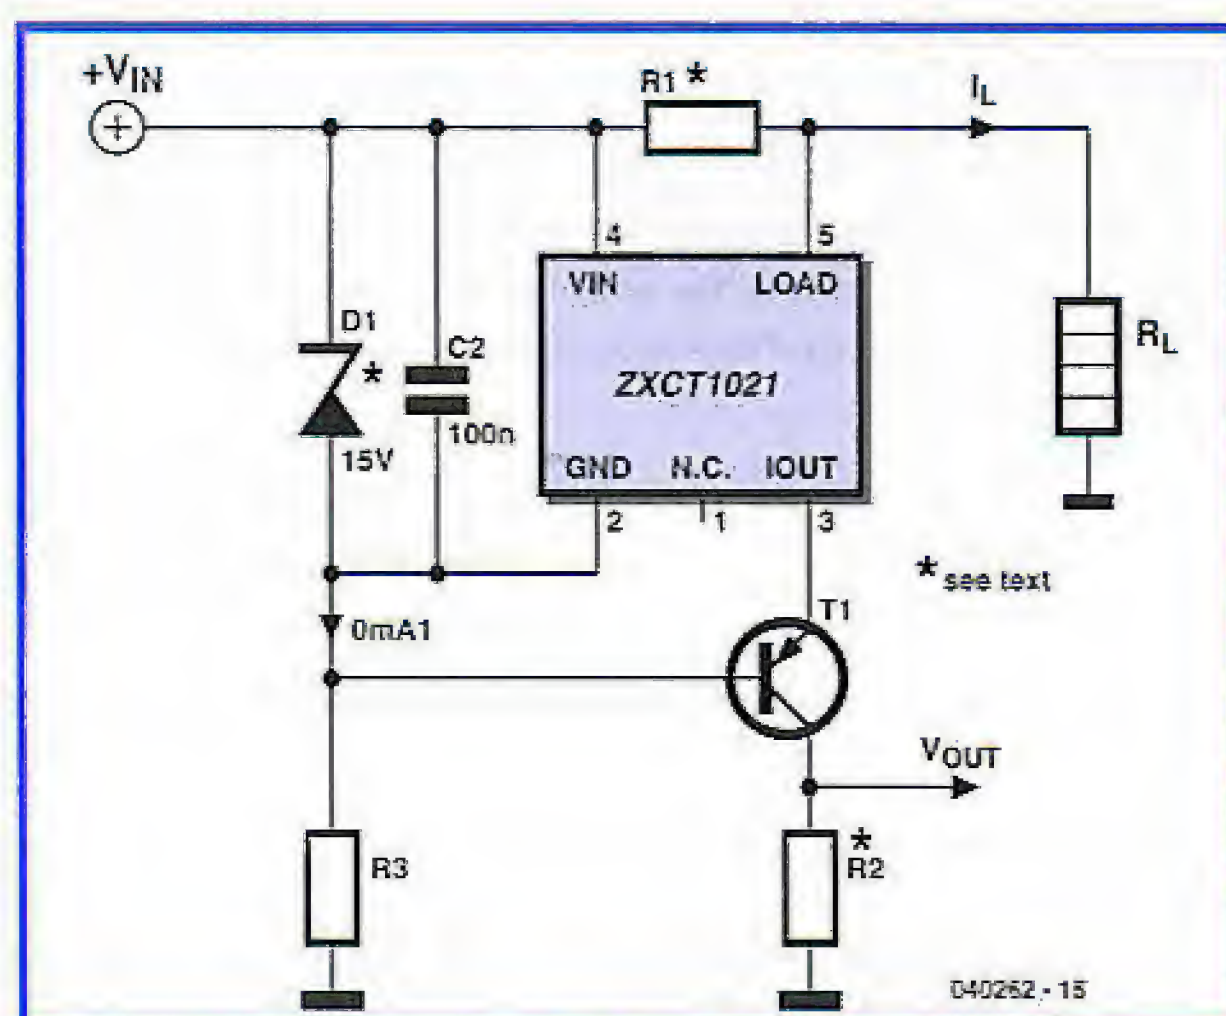 +VIN
R1 *
IL
4
5
VIN
LOAD
D1
*
C2
RL
ZXCT1021
100n
15V
GND
N.C.
IOUT
2
1
3
* see text
T1
0mA1
VOUT
*
R3
R2
040262 - 15